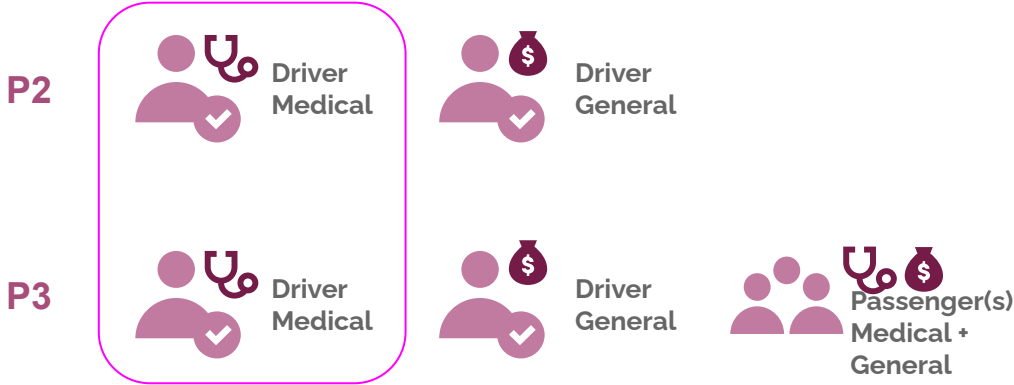 P2
Driver
Medical
$
Driver
General
P3
Driver
Medical
$
Driver
General
$
Passenger(s)
Medical +
General